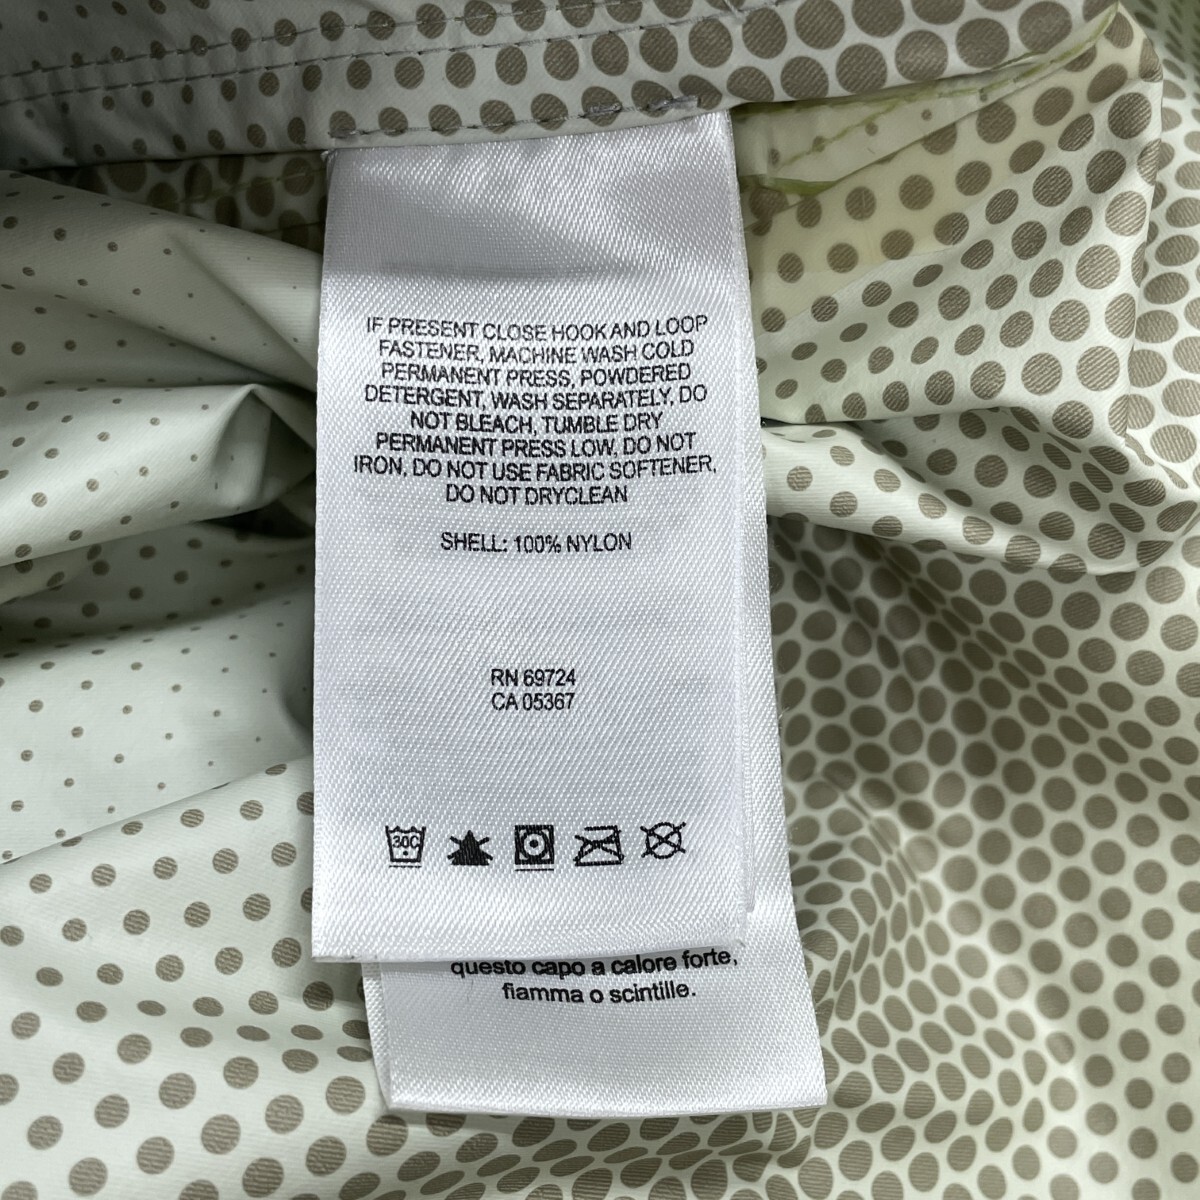 IF PRESENT CLOSE HOOK AND LOOP
FASTENER, MACHINE WASH COLD
PERMANENT PRESS, POWDERED
DETERGENT, WASH SEPARATELY, DO
NOT BLEACH, TUMBLE DRY
PERMANENT PRESS LOW, DO NOT
IRON, DO NOT USE FABRIC SOFTENER,
DO NOT DRYCLEAN
SHELL: 100% NYLON
RN 69724
CA 05367
30C
questo capo a calore forte,
fiamma o scintille.